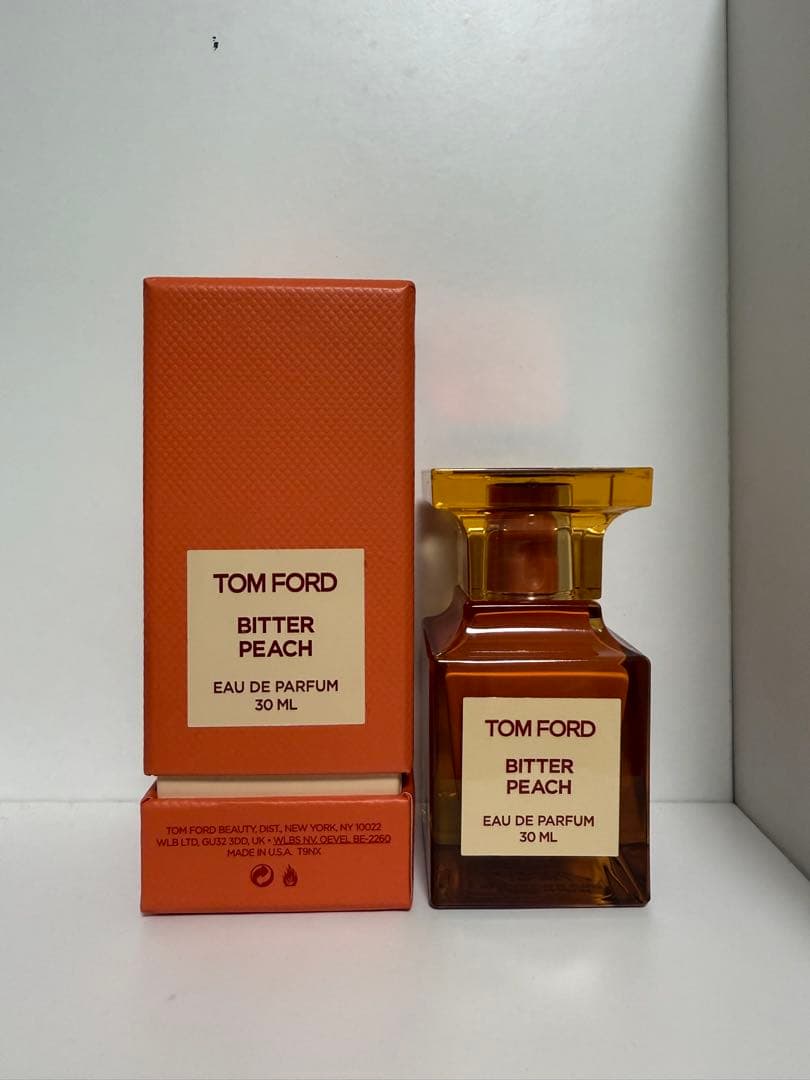 TOM FORD
BITTER
PEACH
EAU DE PARFUM
30 ML
TOM FORD BEAUTY, DIST., NEW YORK, NY 10022
WLB LTD, GU32 3DD, UK • WLBS NV. OEVEL BE-2260
MADE IN U.S.A. T9NX
TOM FORD
BITTER
PEACH
EAU DE PARFUM
30 ML